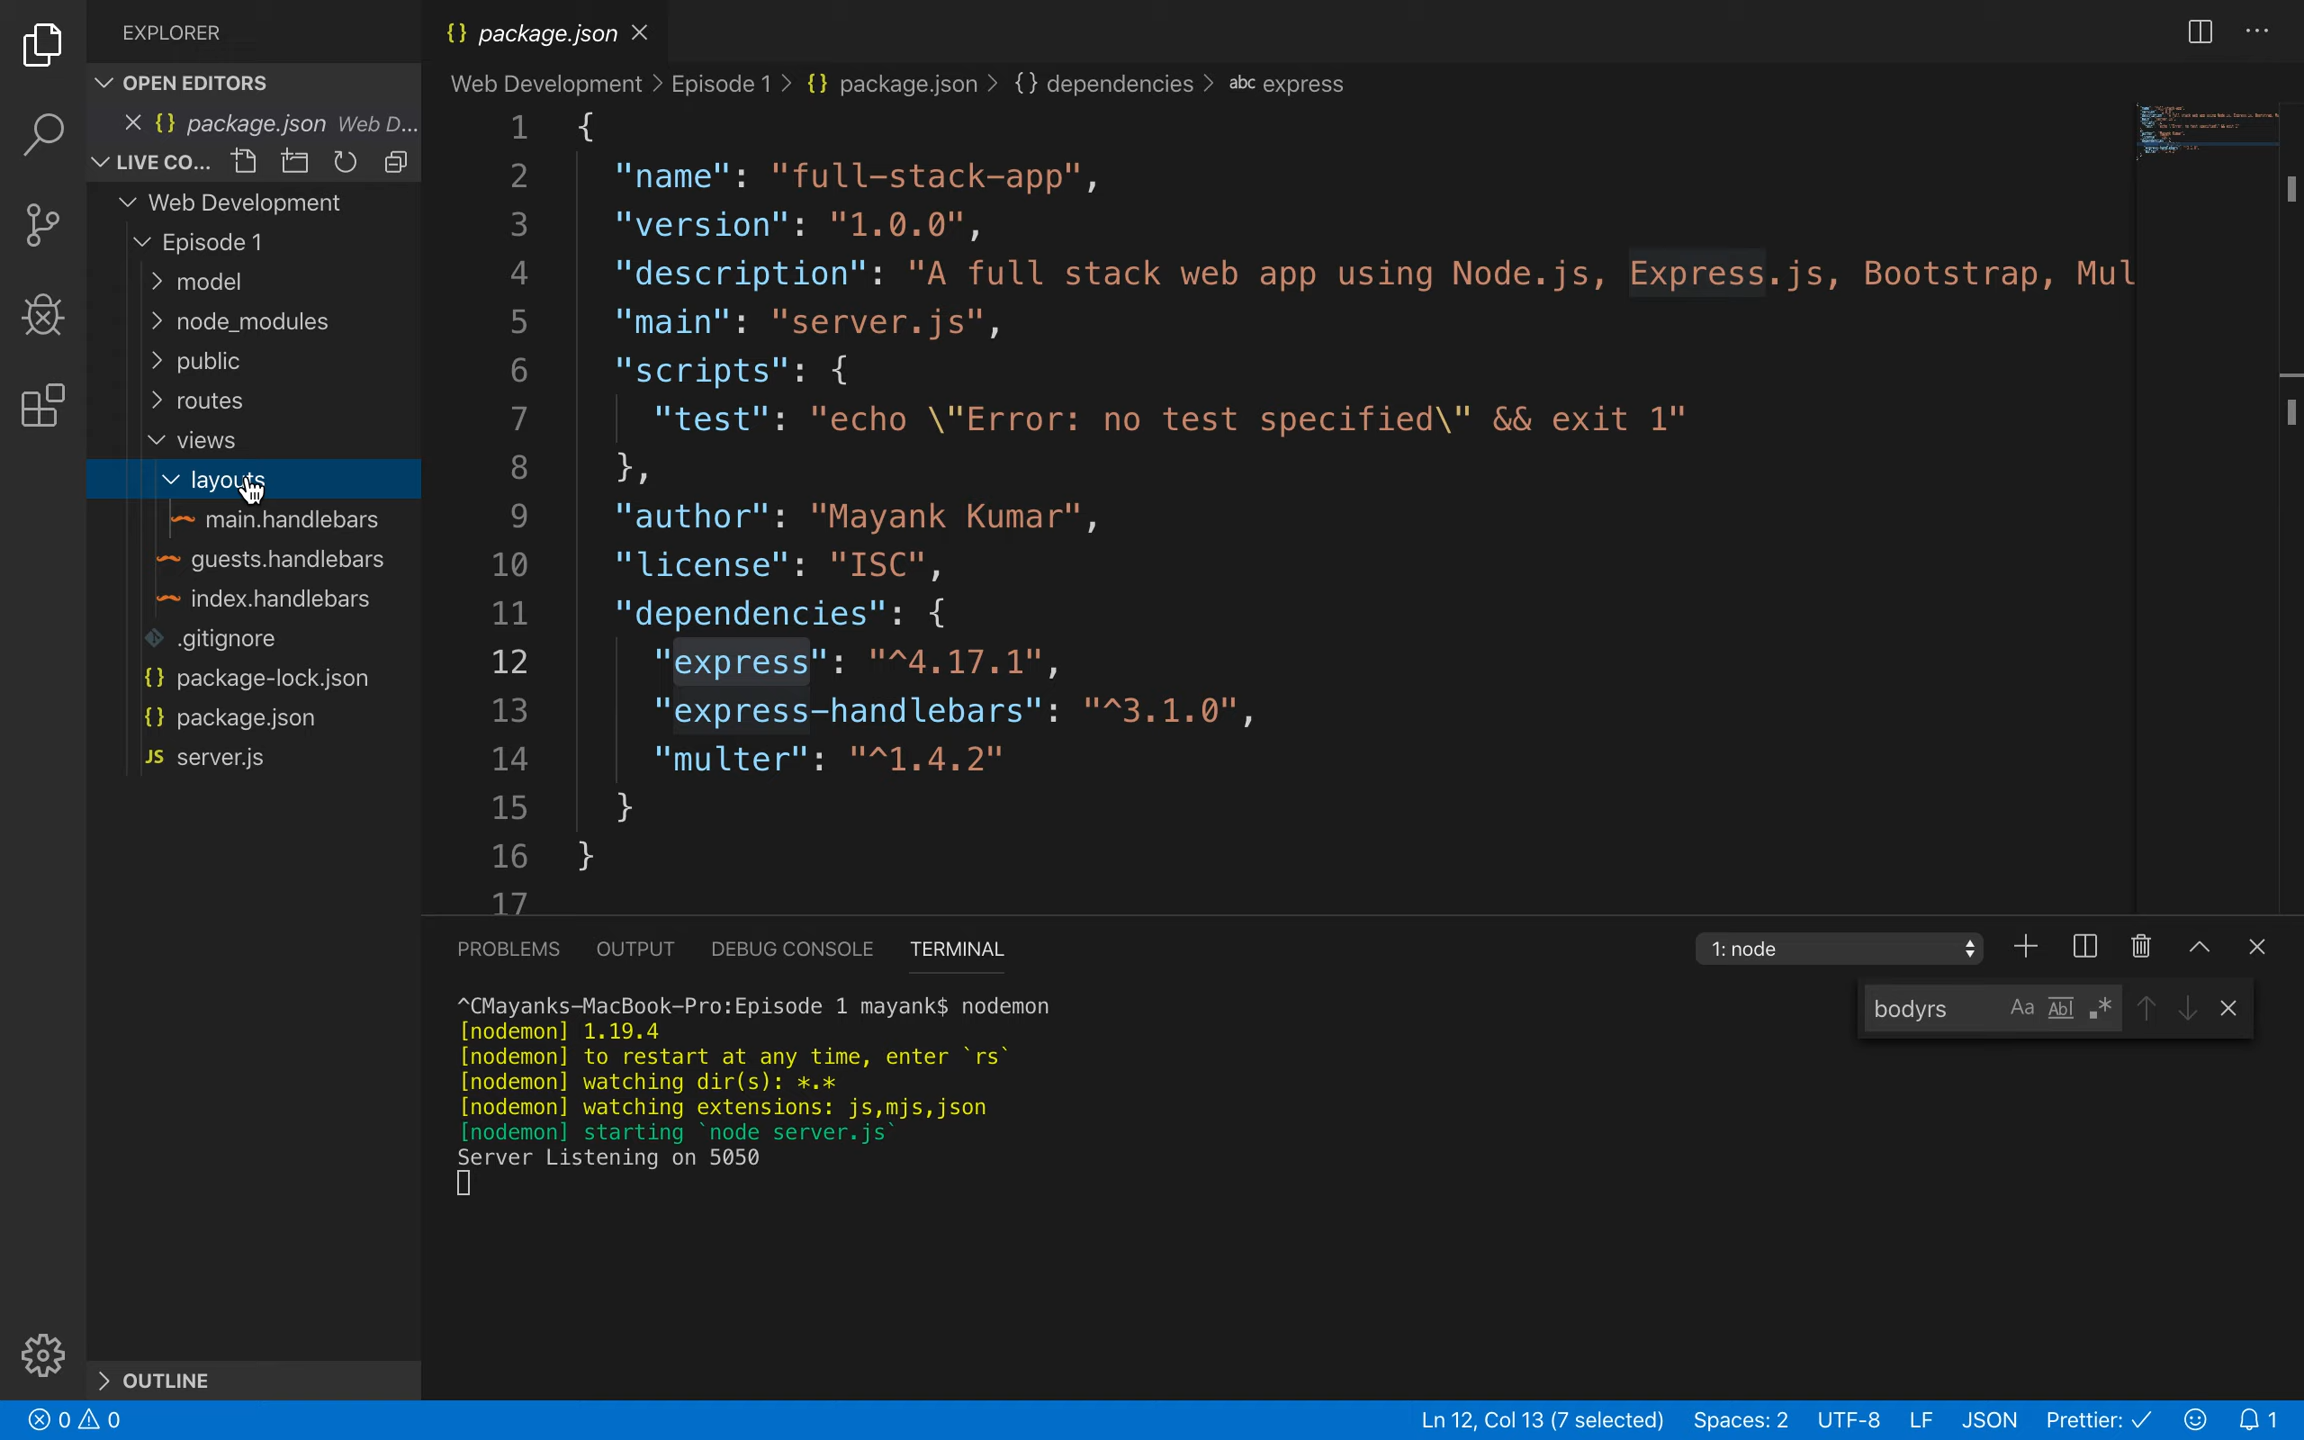 EXPLORER
OPEN EDITORS
package.json Web D...
LIVE CO...
Web Development
Episode 1
model
node_modules
public
routes
views
layouts
main.handlebars
guests.handlebars
index.handlebars
.gitignore
{} package-lock.json
{} package.json
JS server.js
OUTLINE
{} package.json
Web Development > Episode 1 > {} package.json > {} dependencies > abc express
1 {
2 "name": "full-stack-app",
3 "version": "1.0.0",
4 "description": "A full stack web app using Node.js, Express.js, Bootstrap, Mul
5 "main": "server.js",
6 "scripts": {
7 "test": "echo \"Error: no test specified\" && exit 1"
8 },
9 "author": "Mayank Kumar",
10 "license": "ISC",
11 "dependencies": {
12 "express": "^4.17.1",
13 "express-handlebars": "^3.1.0",
14 "multer": "^1.4.2"
15 }
16 }
17
PROBLEMS OUTPUT DEBUG CONSOLE TERMINAL 1: node
bodyrs Aa Abl .*
^CMayanks-MacBook-Pro:Episode 1 mayank$ nodemon
[nodemon] 1.19.4
[nodemon] to restart at any time, enter `rs`
[nodemon] watching dir(s): *.*
[nodemon] watching extensions: js,mjs,json
[nodemon] starting `node server.js`
Server Listening on 5050
0 0 Ln 12, Col 13 (7 selected) Spaces: 2 UTF-8 LF JSON Prettier: ✓ 1